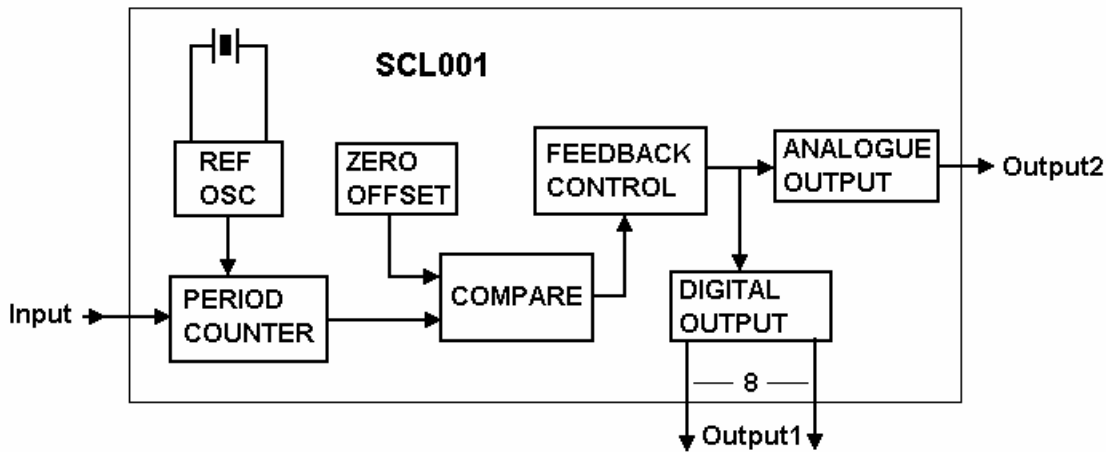 SCL001
REF
OSC
ZERO
OFFSET
FEEDBACK
CONTROL
ANALOGUE
OUTPUT
Output2
Input
PERIOD
COUNTER
COMPARE
DIGITAL
OUTPUT
8
Output1